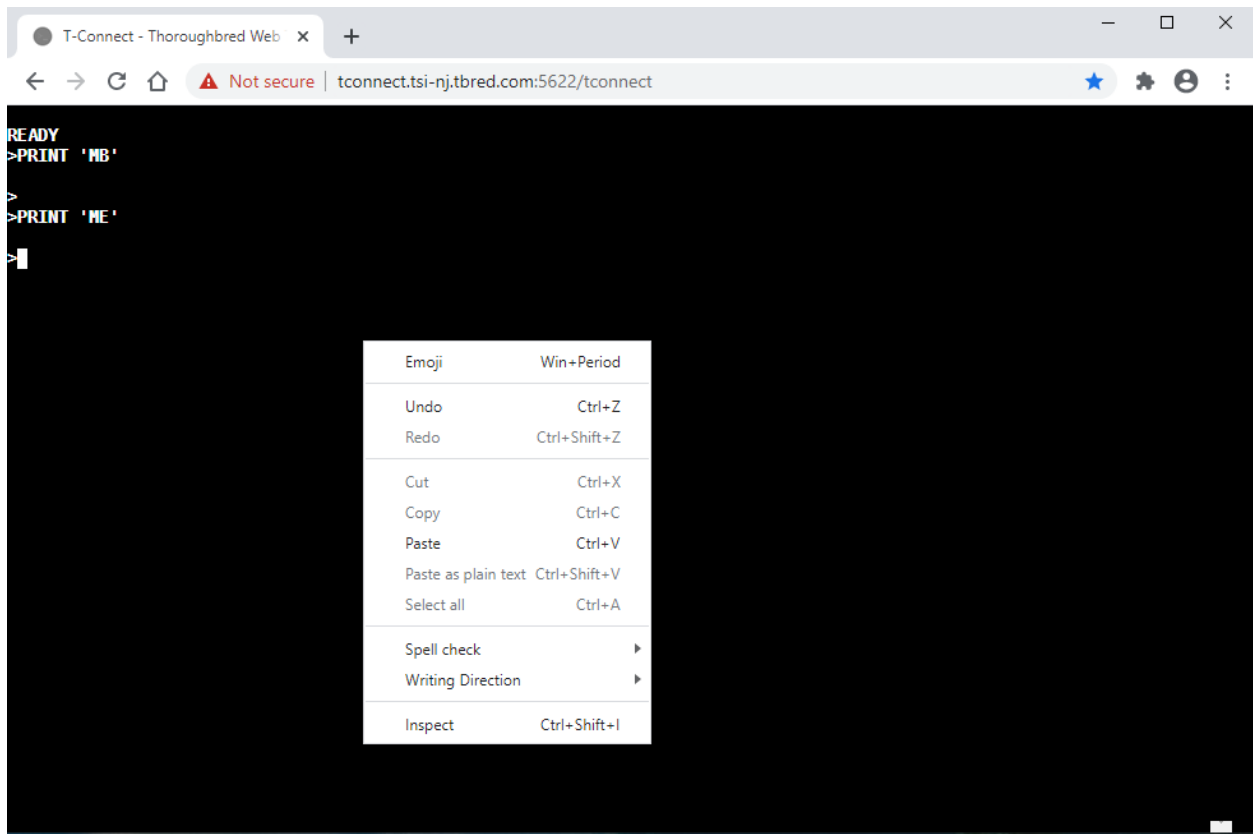 T-Connect - Thoroughbred Web
Not secure tconnect.tsi-nj.tbred.com:5622/tconnect
READY
>PRINT 'MB'
>
>PRINT 'ME'
>
Emoji Win+Period
Undo Ctrl+Z
Redo Ctrl+Shift+Z
Cut Ctrl+X
Copy Ctrl+C
Paste Ctrl+V
Paste as plain text Ctrl+Shift+V
Select all Ctrl+A
Spell check
Writing Direction
Inspect Ctrl+Shift+I